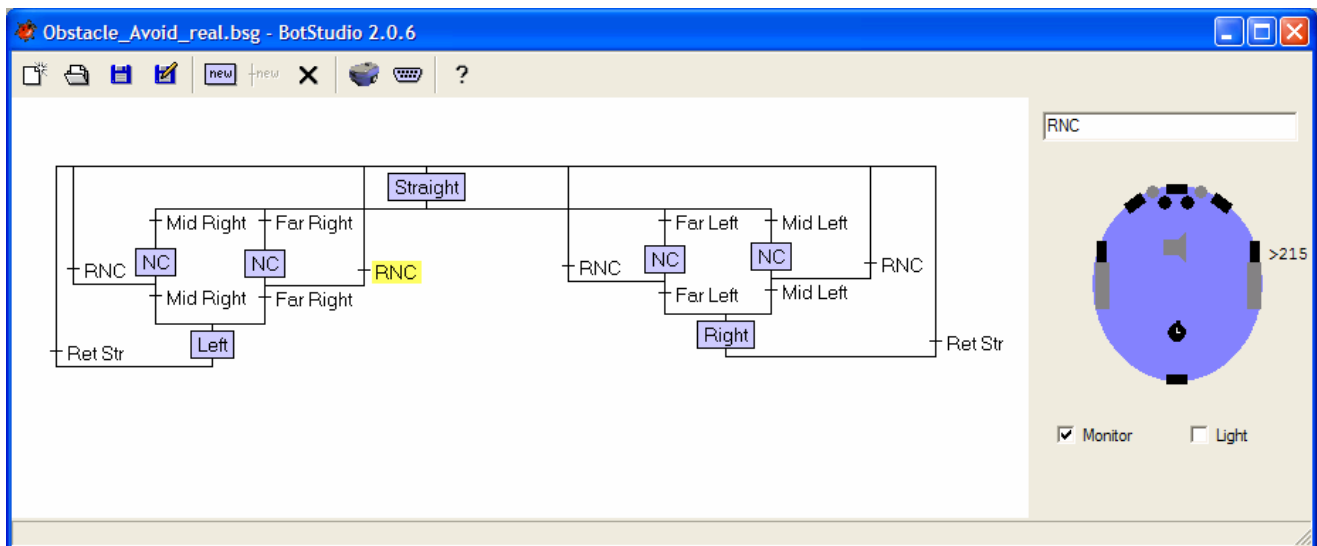 Obstacle_Avoid_real.bsg - BotStudio 2.0.6
new new ?
RNC
Straight
Mid Right Far Right Far Left Mid Left
>215
NC NC NC NC
RNC RNC RNC RNC
Mid Right Far Right Far Left Mid Left
Left Right
Ret Str Ret Str
Monitor Light